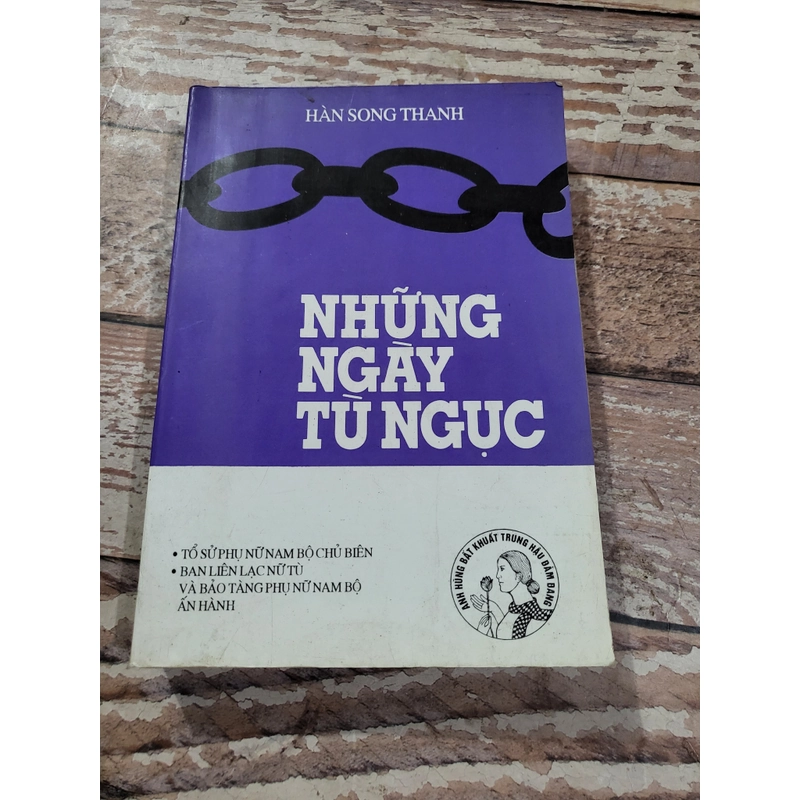 HÀN SONG THANH
NHỮNG
NGÀY
TÙ NGỤC
• TỔ SỬ PHỤ NỮ NAM BỘ CHỦ BIÊN
• BAN LIÊN LẠC NỮ TÙ
VÀ BẢO TÀNG PHỤ NỮ NAM BỘ
ẤN HÀNH
ANH HÙNG BẤT KHUẤT TRUNG HẬU ĐẢM ĐANG